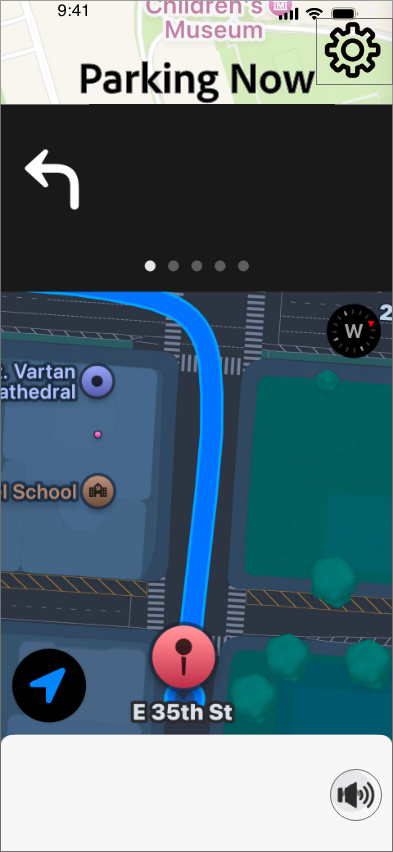 9:41
Children's
Museum
Parking Now
W
2
. Vartan
athedral
l School
E 35th St